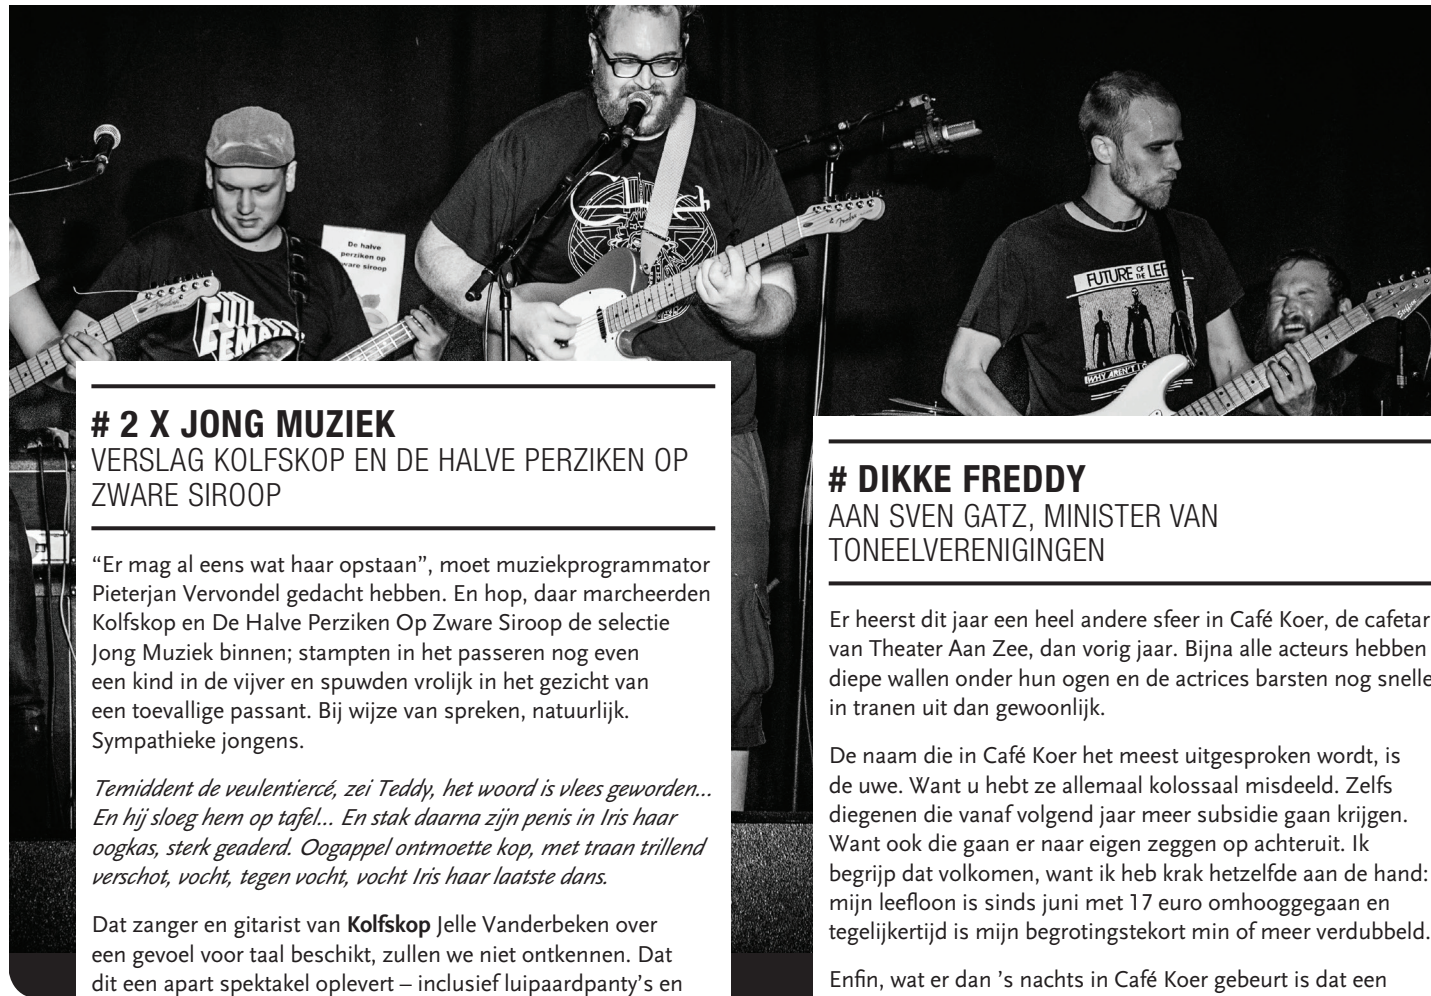 De halve
perziken op
ware siroop
FUTURE OF THE LEF
WHY AREN'T I
# 2 X JONG MUZIEK
VERSLAG KOLFSKOP EN DE HALVE PERZIKEN OP
ZWARE SIROOP
“Er mag al eens wat haar opstaan”, moet muziekprogrammator
Pieterjan Vervondel gedacht hebben. En hop, daar marcheerden
Kolfskop en De Halve Perziken Op Zware Siroop de selectie
Jong Muziek binnen; stampten in het passeren nog even
een kind in de vijver en spuwden vrolijk in het gezicht van
een toevallige passant. Bij wijze van spreken, natuurlijk.
Sympathieke jongens.
Temiddent de veulentiercé, zei Teddy, het woord is vlees geworden...
En hij sloeg hem op tafel... En stak daarna zijn penis in Iris haar
oogkas, sterk geaderd. Oogappel ontmoette kop, met traan trillend
verschot, vocht, tegen vocht, vocht Iris haar laatste dans.
Dat zanger en gitarist van Kolfskop Jelle Vanderbeken over
een gevoel voor taal beschikt, zullen we niet ontkennen. Dat
dit een apart spektakel oplevert – inclusief luipaardpanty’s en
# DIKKE FREDDY
AAN SVEN GATZ, MINISTER VAN
TONEELVERENIGINGEN
Er heerst dit jaar een heel andere sfeer in Café Koer, de cafetar
van Theater Aan Zee, dan vorig jaar. Bijna alle acteurs hebben
diepe wallen onder hun ogen en de actrices barsten nog snelle
in tranen uit dan gewoonlijk.
De naam die in Café Koer het meest uitgesproken wordt, is
de uwe. Want u hebt ze allemaal kolossaal misdeeld. Zelfs
diegenen die vanaf volgend jaar meer subsidie gaan krijgen.
Want ook die gaan er naar eigen zeggen op achteruit. Ik
begrijp dat volkomen, want ik heb krak hetzelfde aan de hand:
mijn leefloon is sinds juni met 17 euro omhooggegaan en
tegelijkertijd is mijn begrotingstekort min of meer verdubbeld.
Enfin, wat er dan ’s nachts in Café Koer gebeurt is dat een